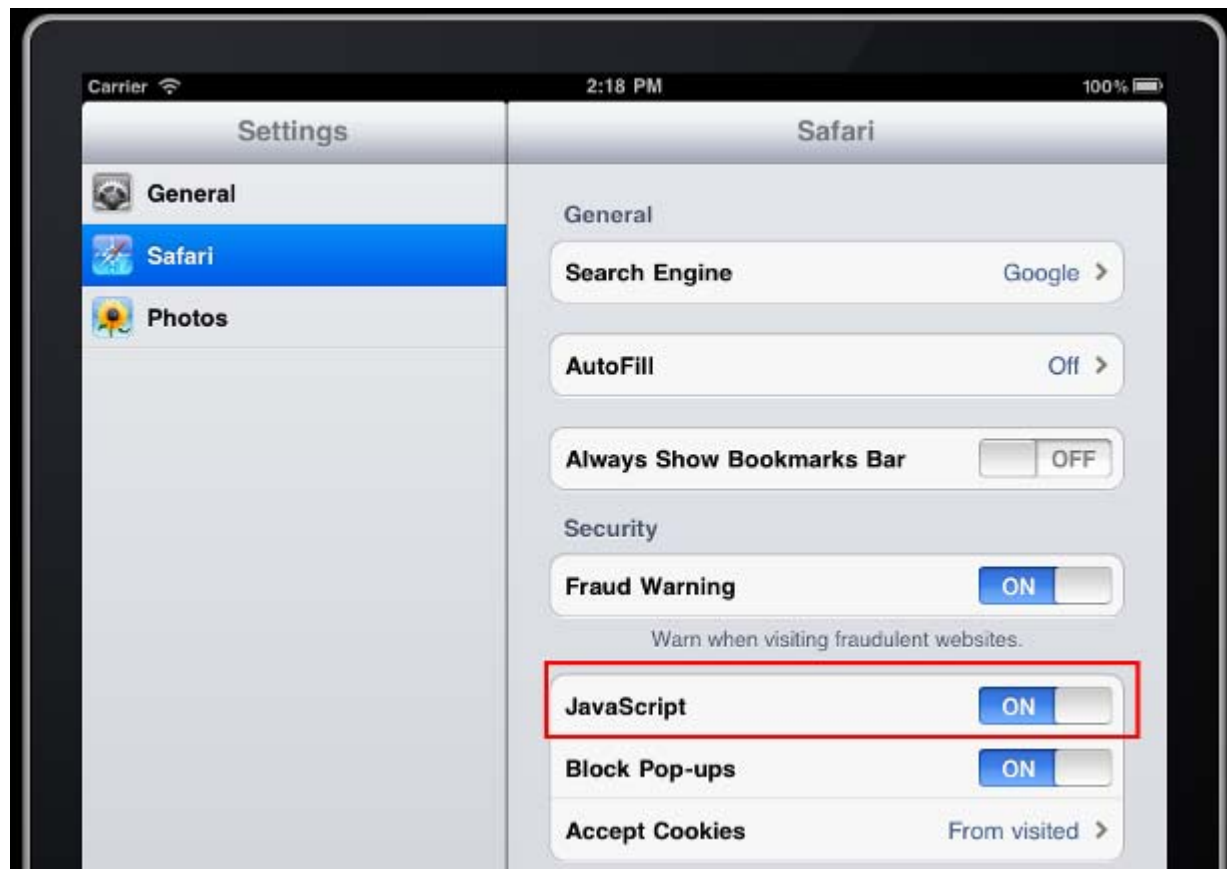 Carrier 2:18 PM 100%
Settings
Safari
General
Safari
Photos
General
Search Engine Google
AutoFill Off
Always Show Bookmarks Bar OFF
Security
Fraud Warning ON
Warn when visiting fraudulent websites.
JavaScript ON
Block Pop-ups ON
Accept Cookies From visited